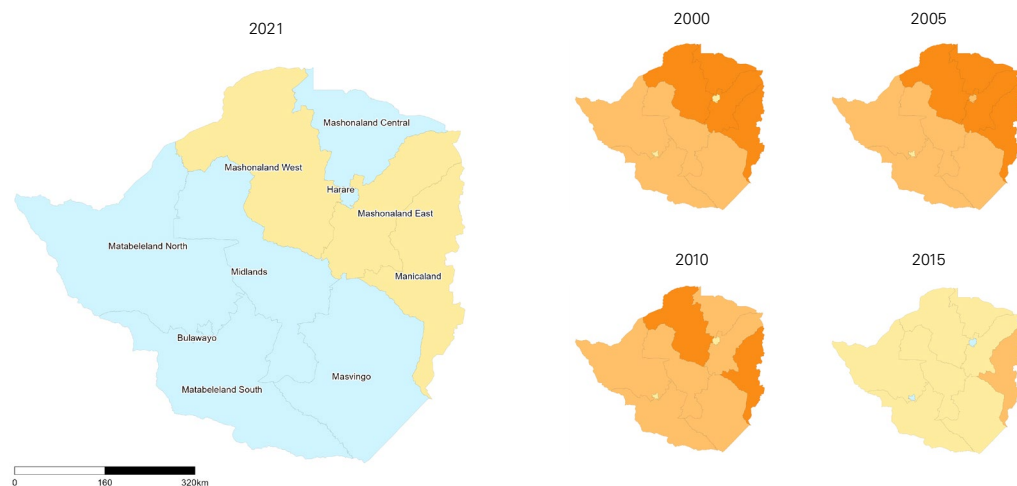 2021
Mashonaland Central
Mashonaland West
Harare
Mashonaland East
Matabeleland North
Midlands
Manicaland
Bulawayo
Masvingo
Matabeleland South
0 160 320km
2000
2005
2010
2015